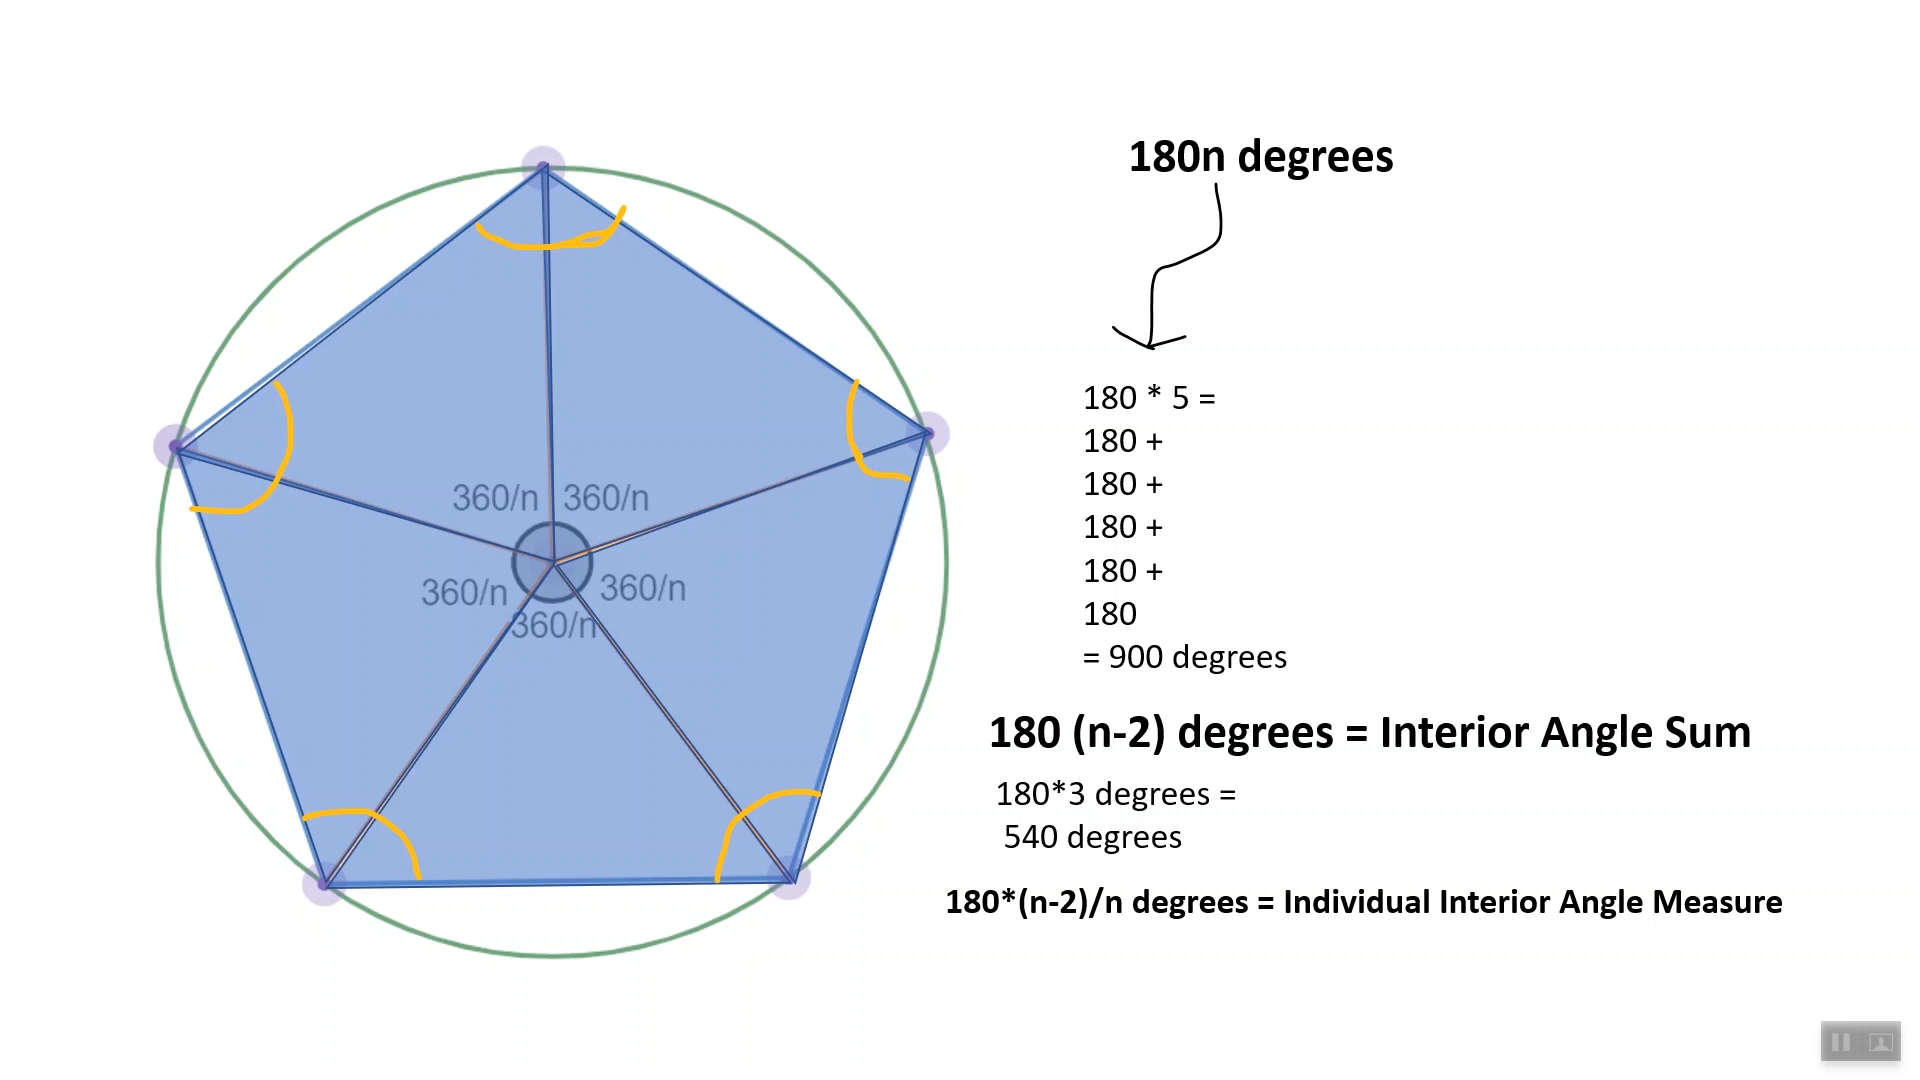 180n degrees
360/n 360/n
360/n 360/n
360/n
180 * 5 =
180 +
180 +
180 +
180 +
180
= 900 degrees
180 (n-2) degrees = Interior Angle Sum
180*3 degrees =
540 degrees
180*(n-2)/n degrees = Individual Interior Angle Measure